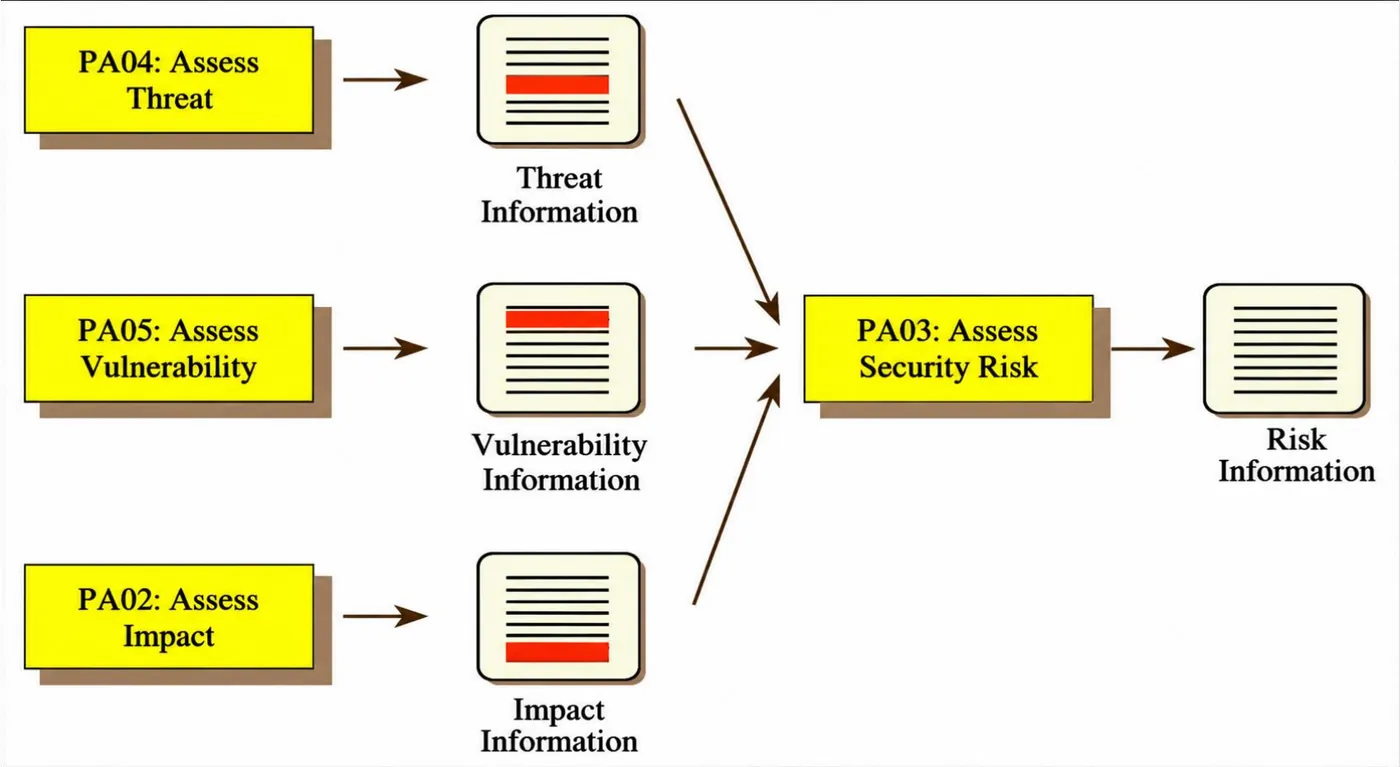 PA04: Assess
Threat
Threat
Information
PA05: Assess
Vulnerability
Vulnerability
Information
PA03: Assess
Security Risk
Risk
Information
PA02: Assess
Impact
Impact
Information